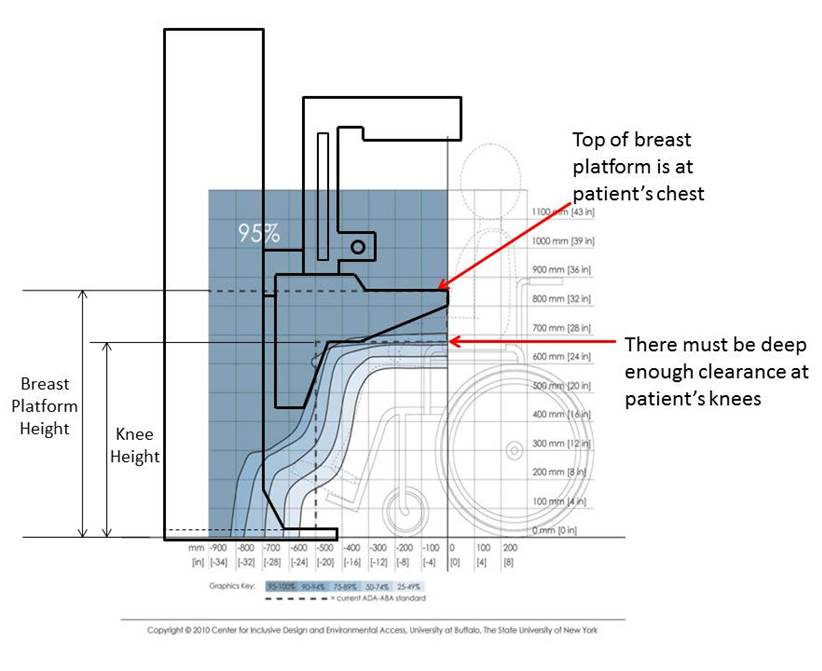 Top of breast
platform is at
patient's chest
95%
1100 mm [43 in]
1000 mm [39 in]
900 mm [36 in]
800 mm [32 in]
700 mm [28 in]
600 mm [24 in]
500 mm [20 in]
400 mm [16 in]
300 mm [12 in]
200 mm [8 in]
100 mm [4 in]
0 mm [0 in]
There must be deep
enough clearance at
patient's knees
Breast
Platform
Height
Knee
Height
mm -900 -800 -700 -600 -500 -400 -300 -200 -100 0 100 200
[in] [-34] [-32] [-28] [-24] [-20] [-16] [-12] [-8] [-4] [0] [4] [8]
Graphics Key: 95-100% 90-94% 75-89% 50-74% 25-49%
= current ADA-ABA standard
Copyright © 2010 Center for Inclusive Design and Environmental Access, University at Buffalo, The State University of New York